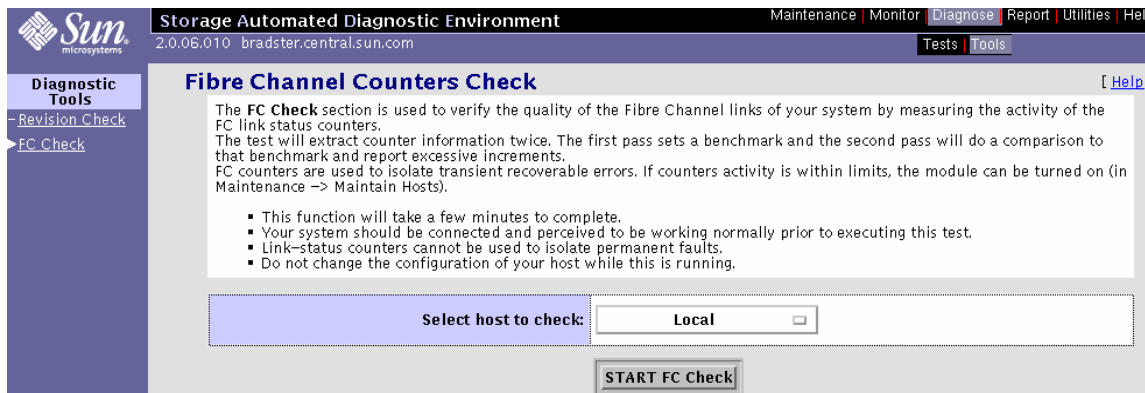 Sun
microsystems
Storage Automated Diagnostic Environment
Maintenance | Monitor | Diagnose | Report | Utilities | Hel
2.0.06.010 bradster.central.sun.com
Tests | Tools
Diagnostic
Tools
Revision Check
FC Check
Fibre Channel Counters Check
[ Help
The FC Check section is used to verify the quality of the Fibre Channel links of your system by measuring the activity of the
FC link status counters.
The test will extract counter information twice. The first pass sets a benchmark and the second pass will do a comparison to
that benchmark and report excessive increments.
FC counters are used to isolate transient recoverable errors. If counters activity is within limits, the module can be turned on (in
Maintenance -> Maintain Hosts).
▪ This function will take a few minutes to complete.
▪ Your system should be connected and perceived to be working normally prior to executing this test.
▪ Link-status counters cannot be used to isolate permanent faults.
▪ Do not change the configuration of your host while this is running.
Select host to check:
Local
START FC Check